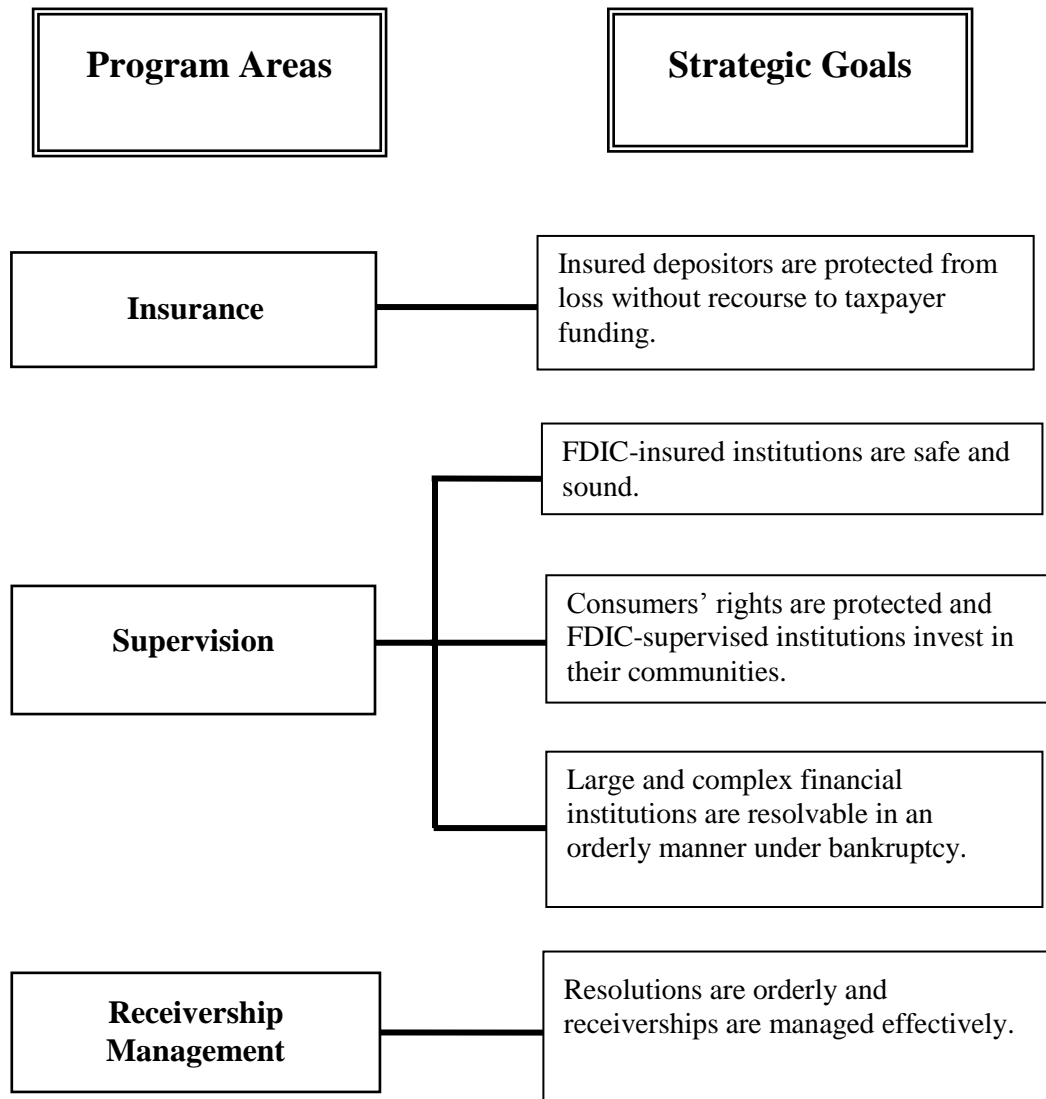 Program Areas
Strategic Goals
Insurance
Insured depositors are protected from
loss without recourse to taxpayer
funding.
FDIC-insured institutions are safe and
sound.
Supervision
Consumers’ rights are protected and
FDIC-supervised institutions invest in
their communities.
Large and complex financial
institutions are resolvable in an
orderly manner under bankruptcy.
Receivership
Management
Resolutions are orderly and
receiverships are managed effectively.